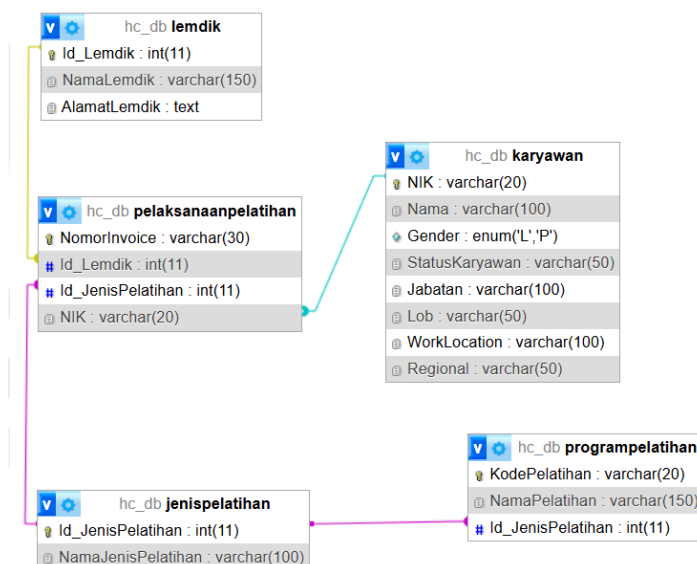 v hc_db lemdik
Id_Lemdik : int(11)
NamaLemdik : varchar(150)
AlamatLemdik : text
v hc_db karyawan
NIK : varchar(20)
Nama : varchar(100)
Gender : enum('L','P')
StatusKaryawan : varchar(50)
Jabatan : varchar(100)
Lob : varchar(50)
WorkLocation : varchar(100)
Regional : varchar(50)
v hc_db pelaksanaanpelatihan
NomorInvoice : varchar(30)
# Id_Lemdik : int(11)
# Id_JenisPelatihan : int(11)
NIK : varchar(20)
v hc_db programpelatihan
KodePelatihan : varchar(20)
NamaPelatihan : varchar(150)
# Id_JenisPelatihan : int(11)
v hc_db jenispelatihan
Id_JenisPelatihan : int(11)
NamaJenisPelatihan : varchar(100)